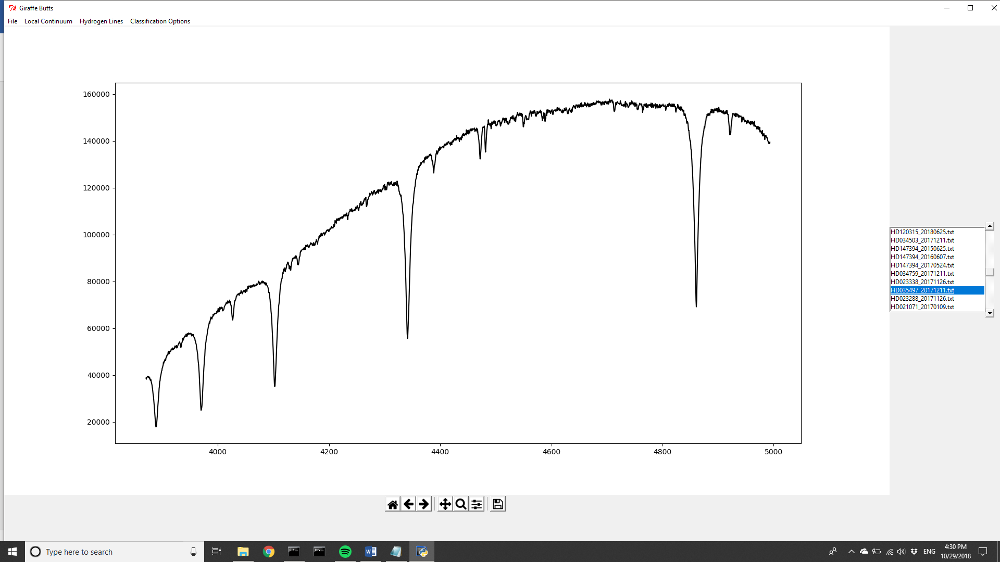 Giraffe Butts
File Local Continuum Hydrogen Lines Classification Options
160000
140000
120000
100000
80000
60000
40000
20000
4000 4200 4400 4600 4800 5000
HD120315_20180625.txt
HD034503_20171211.txt
HD147394_20150625.txt
HD147394_20160607.txt
HD147394_20170524.txt
HD034759_20171211.txt
HD023338_20171126.txt
HD035497_20171211.txt
HD023288_20171126.txt
HD021071_20170109.txt
Type here to search
ENG
4:30 PM
10/29/2018